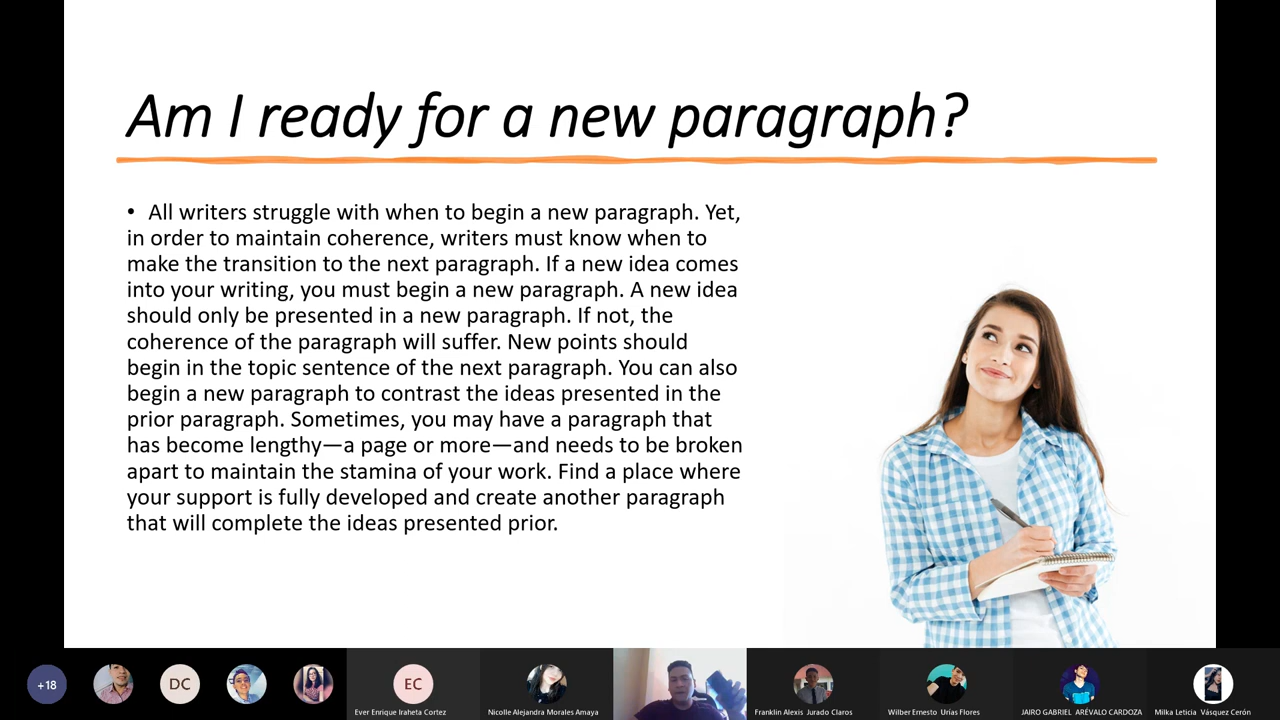 Am I ready for a new paragraph?
• All writers struggle with when to begin a new paragraph. Yet,
in order to maintain coherence, writers must know when to
make the transition to the next paragraph. If a new idea comes
into your writing, you must begin a new paragraph. A new idea
should only be presented in a new paragraph. If not, the
coherence of the paragraph will suffer. New points should
begin in the topic sentence of the next paragraph. You can also
begin a new paragraph to contrast the ideas presented in the
prior paragraph. Sometimes, you may have a paragraph that
has become lengthy—a page or more—and needs to be broken
apart to maintain the stamina of your work. Find a place where
your support is fully developed and create another paragraph
that will complete the ideas presented prior.
+18
DC
EC
Ever Enrique Iraheta Cortez
Nicolle Alejandra Morales Amaya
Franklin Alexis Jurado Claros
Wilber Ernesto Urías Flores
JAIRO GABRIEL ARÉVALO CARDOZA
Milka Leticia Vásquez Cerón